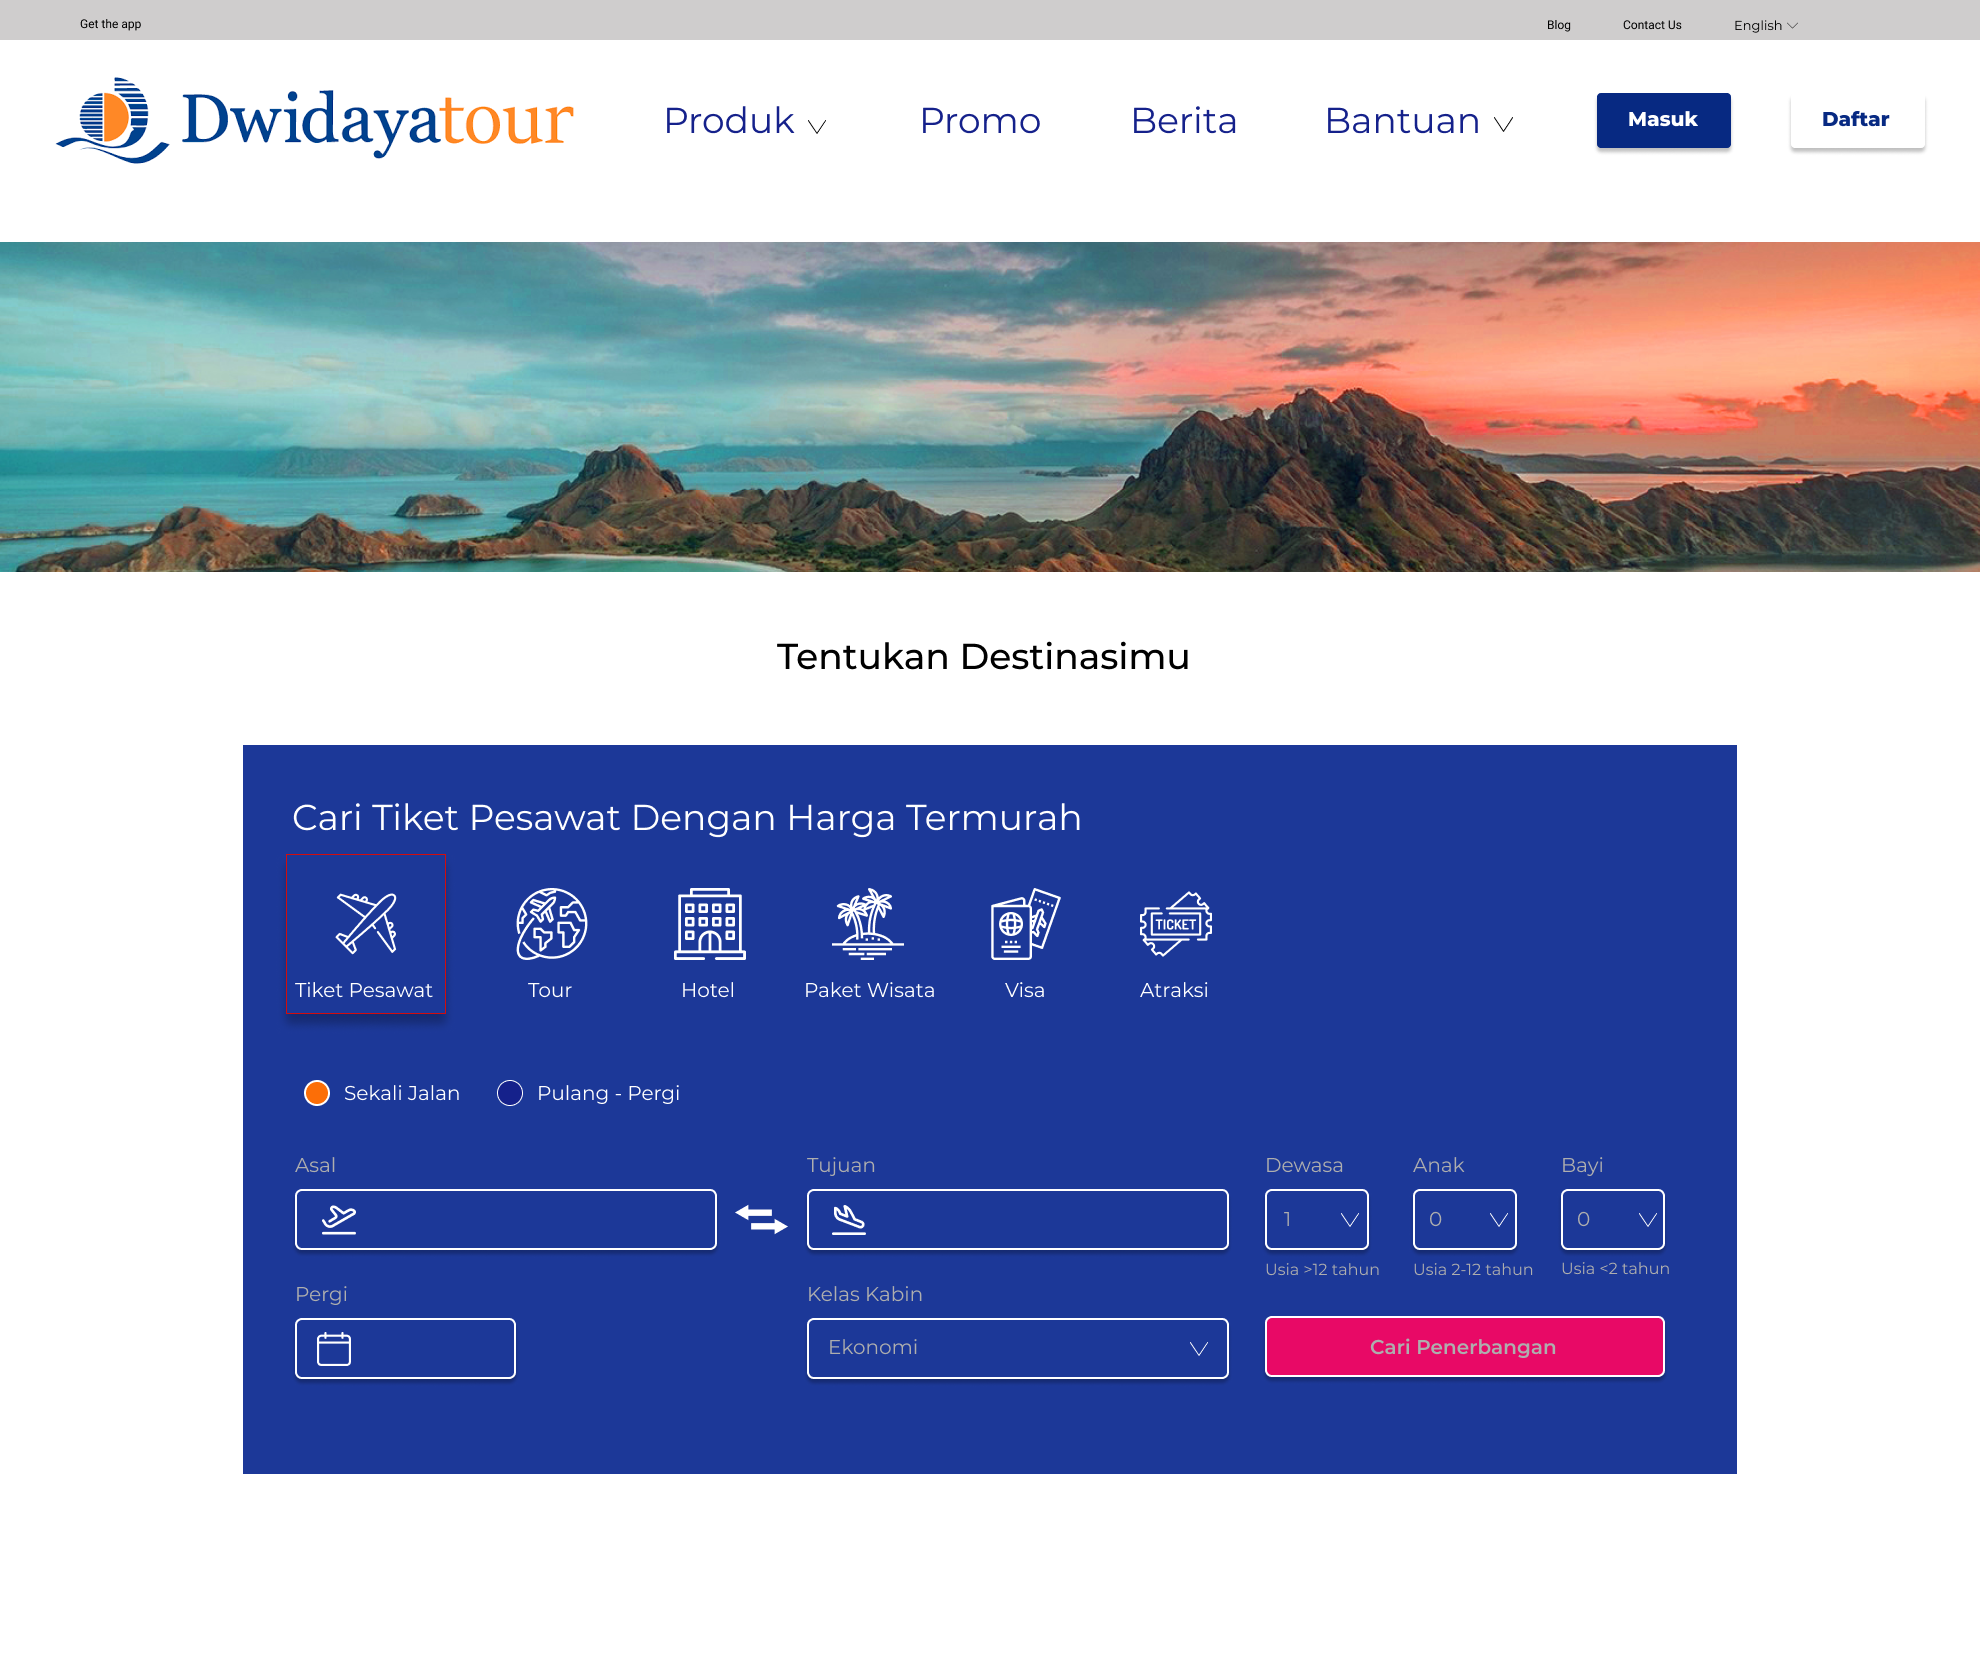 Get the app
Blog
Contact Us
English
Dwidayatour
Produk
Promo
Berita
Bantuan
Masuk
Daftar
Tentukan Destinasimu
Cari Tiket Pesawat Dengan Harga Termurah
TICKET
Tiket Pesawat
Tour
Hotel
Paket Wisata
Visa
Atraksi
Sekali Jalan
Pulang - Pergi
Asal
Tujuan
Dewasa
Anak
Bayi
1
0
0
Usia >12 tahun
Usia 2-12 tahun
Usia <2 tahun
Pergi
Kelas Kabin
Ekonomi
Cari Penerbangan